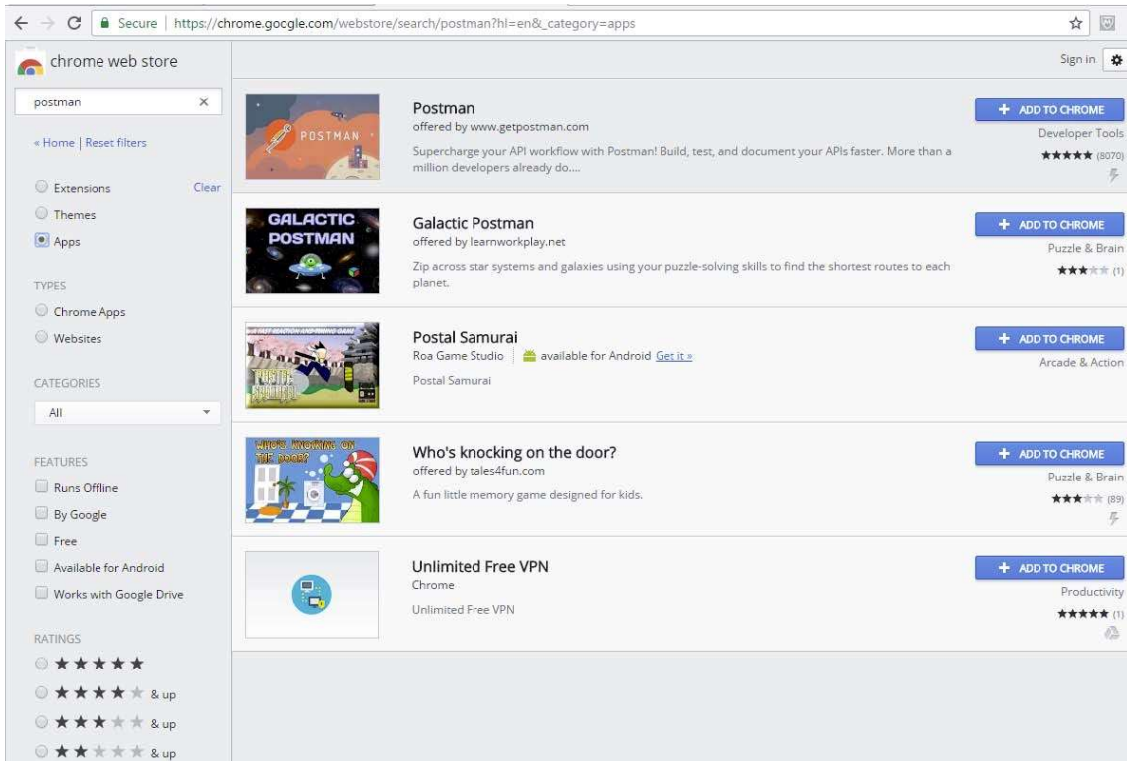 Secure | https://chrome.gocgle.com/webstore/search/postman?hl=en&_category=apps
chrome web store
Sign in
postman
« Home | Reset filters
Extensions
Clear
Themes
Apps
TYPES
Chrome Apps
Websites
CATEGORIES
All
FEATURES
Runs Offline
By Google
Free
Available for Android
Works with Google Drive
RATINGS
& up
& up
& up
POSTMAN
Postman
offered by www.getpostman.com
Supercharge your API workflow with Postman! Build, test, and document your APIs faster. More than a
million developers already do....
+ ADD TO CHROME
Developer Tools
(8070)
GALACTIC
POSTMAN
Galactic Postman
offered by learnworkplay.net
Zip across star systems and galaxies using your puzzle-solving skills to find the shortest routes to each
planet.
+ ADD TO CHROME
Puzzle & Brain
(1)
POSTAL
SAMURAI
Postal Samurai
Roa Game Studio
available for Android Get it »
Postal Samurai
+ ADD TO CHROME
Arcade & Action
WHO'S KNOCKING ON
THE DOOR?
Who's knocking on the door?
offered by tales4fun.com
A fun little memory game designed for kids.
+ ADD TO CHROME
Puzzle & Brain
(89)
Unlimited Free VPN
Chrome
Unlimited Free VPN
+ ADD TO CHROME
Productivity
(1)